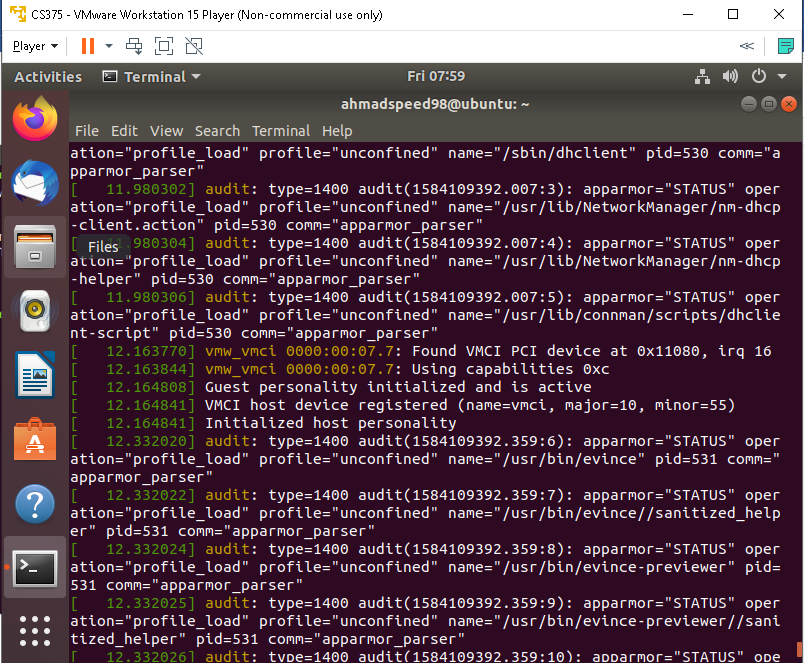 CS375 - VMware Workstation 15 Player (Non-commercial use only)
Player
Activities
Terminal
Fri 07:59
ahmadspeed98@ubuntu: ~
File Edit View Search Terminal Help
ation="profile_load" profile="unconfined" name="/sbin/dhclient" pid=530 comm="a
pparmor_parser"
[   11.980302] audit: type=1400 audit(1584109392.007:3): apparmor="STATUS" oper
ation="profile_load" profile="unconfined" name="/usr/lib/NetworkManager/nm-dhcp
-client.action" pid=530 comm="apparmor_parser"
Files
[   11.980304] audit: type=1400 audit(1584109392.007:4): apparmor="STATUS" oper
ation="profile_load" profile="unconfined" name="/usr/lib/NetworkManager/nm-dhcp
-helper" pid=530 comm="apparmor_parser"
[   11.980306] audit: type=1400 audit(1584109392.007:5): apparmor="STATUS" oper
ation="profile_load" profile="unconfined" name="/usr/lib/connman/scripts/dhclie
nt-script" pid=530 comm="apparmor_parser"
[   12.163770] vmw_vmci 0000:00:07.7: Found VMCI PCI device at 0x11080, irq 16
[   12.163844] vmw_vmci 0000:00:07.7: Using capabilities 0xc
[   12.164808] Guest personality initialized and is active
[   12.164841] VMCI host device registered (name=vmci, major=10, minor=55)
[   12.164841] Initialized host personality
[   12.332020] audit: type=1400 audit(1584109392.359:6): apparmor="STATUS" oper
ation="profile_load" profile="unconfined" name="/usr/bin/evince" pid=531 comm="
apparmor_parser"
[   12.332022] audit: type=1400 audit(1584109392.359:7): apparmor="STATUS" oper
ation="profile_load" profile="unconfined" name="/usr/bin/evince//sanitized_help
er" pid=531 comm="apparmor_parser"
[   12.332024] audit: type=1400 audit(1584109392.359:8): apparmor="STATUS" oper
ation="profile_load" profile="unconfined" name="/usr/bin/evince-previewer" pid=
531 comm="apparmor_parser"
[   12.332025] audit: type=1400 audit(1584109392.359:9): apparmor="STATUS" oper
ation="profile_load" profile="unconfined" name="/usr/bin/evince-previewer//sani
tized_helper" pid=531 comm="apparmor_parser"
[   12.332026] audit: type=1400 audit(1584109392.359:10): apparmor="STATUS" ope